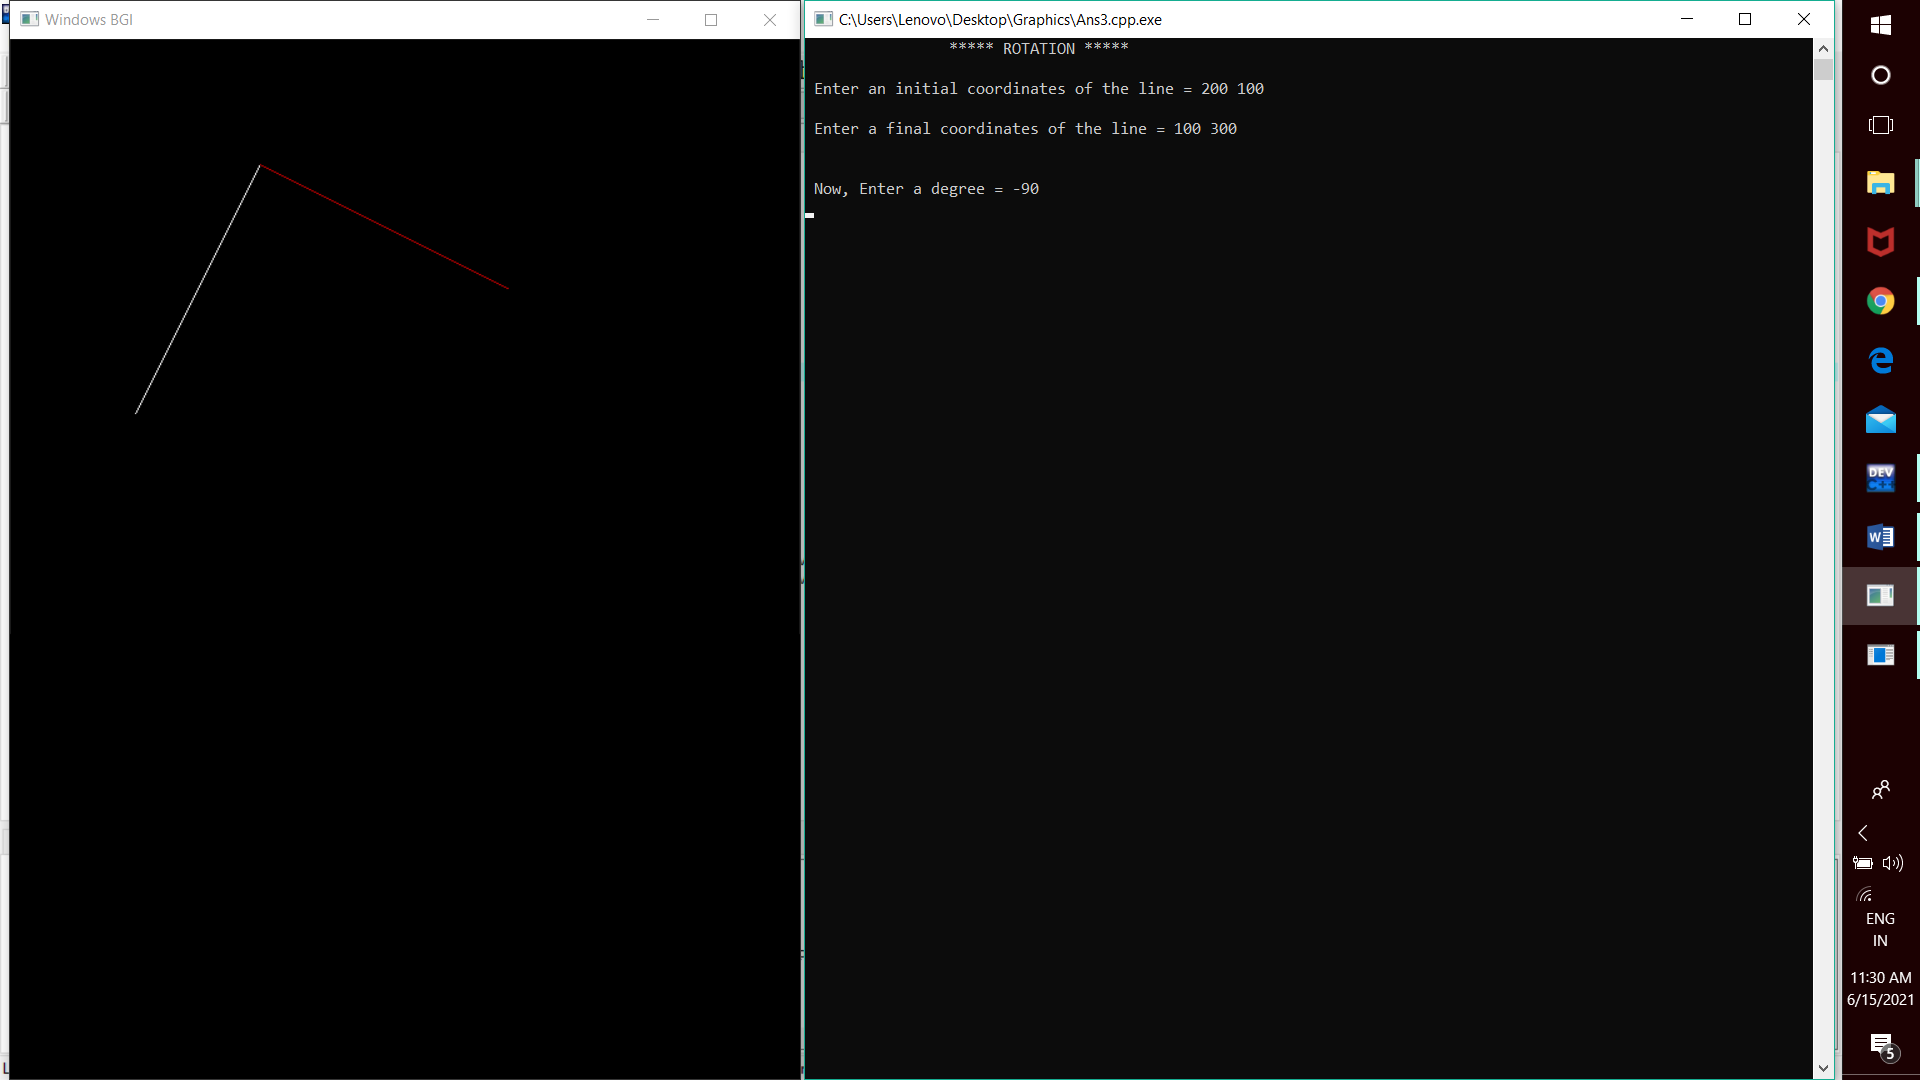 Windows BGI
C:\Users\Lenovo\Desktop\Graphics\Ans3.cpp.exe
***** ROTATION *****
Enter an initial coordinates of the line = 200 100
Enter a final coordinates of the line = 100 300
Now, Enter a degree = -90
DEV
C++
W
ENG
IN
11:30 AM
6/15/2021
5